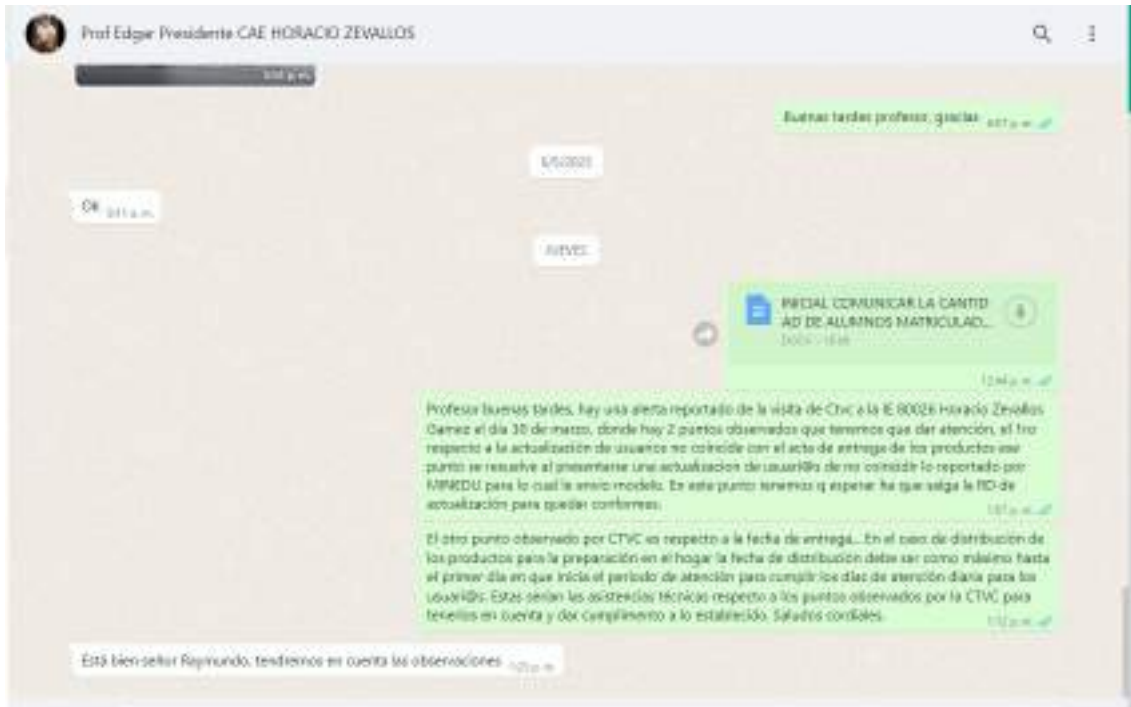 Prof Edgar Presidente CAE HORACIO ZEVALLOS
Buenas tardes profesor, gracias
OK
JUEVES
INICIAL COMUNICAR LA CANTID
AD DE ALUMNOS MATRICULAD...
DOCX
12:44 p. m.
Profesor buenas tardes, hay una alerta reportado de la visita de Ctvc a la IE 80026 Horacio Zevallos
Gamez el día 30 de marzo, donde hay 2 puntos observados que tenemos que dar atención, el 1ro
respecto a la actualización de usuarios no coincide con el acta de entrega de los productos ese
punto se resuelve al presentarse una actualizacion de usuari@s de no coincidir lo reportado por
MINEDU para lo cual le envio modelo. En este punto tenemos q esperar ha que salga la RD de
actualización para quedar conformes.
El otro punto observado por CTVC es respecto a la fecha de entrega... En el caso de distribución de
los productos para la preparación en el hogar la fecha de distribución debe ser como máximo hasta
el primer día en que inicia el periodo de atención para cumplir los días de atención diaria para los
usuari@s. Estas serían las asistencias técnicas respecto a los puntos observados por la CTVC para
tenerlos en cuenta y dar cumplimento a lo establecido. Saludos cordiales.
1:12 p. m.
Está bien señor Raymundo, tendremos en cuenta las observaciones